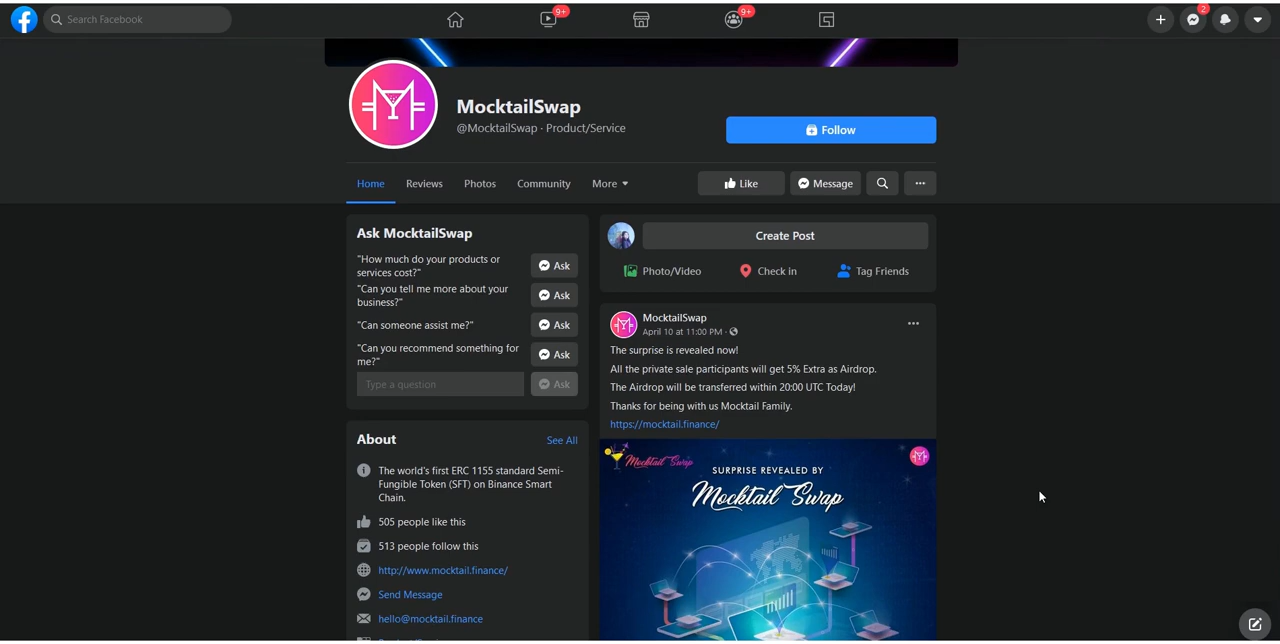 Search Facebook
9+
9+
2
MocktailSwap
@MocktailSwap · Product/Service
Follow
Home
Reviews
Photos
Community
More
Like
Message
Ask MocktailSwap
"How much do your products or
services cost?"
Ask
"Can you tell me more about your
business?"
Ask
"Can someone assist me?"
Ask
"Can you recommend something for
me?"
Ask
Type a question
Ask
About
See All
The world's first ERC 1155 standard Semi-
Fungible Token (SFT) on Binance Smart
Chain.
505 people like this
513 people follow this
http://www.mocktail.finance/
Send Message
hello@mocktail.finance
Create Post
Photo/Video
Check in
Tag Friends
MocktailSwap
April 10 at 11:00 PM ·
The surprise is revealed now!
All the private sale participants will get 5% Extra as Airdrop.
The Airdrop will be transferred within 20:00 UTC Today!
Thanks for being with us Mocktail Family.
https://mocktail.finance/
Mocktail Swap
SURPRISE REVEALED BY
Mocktail Swap